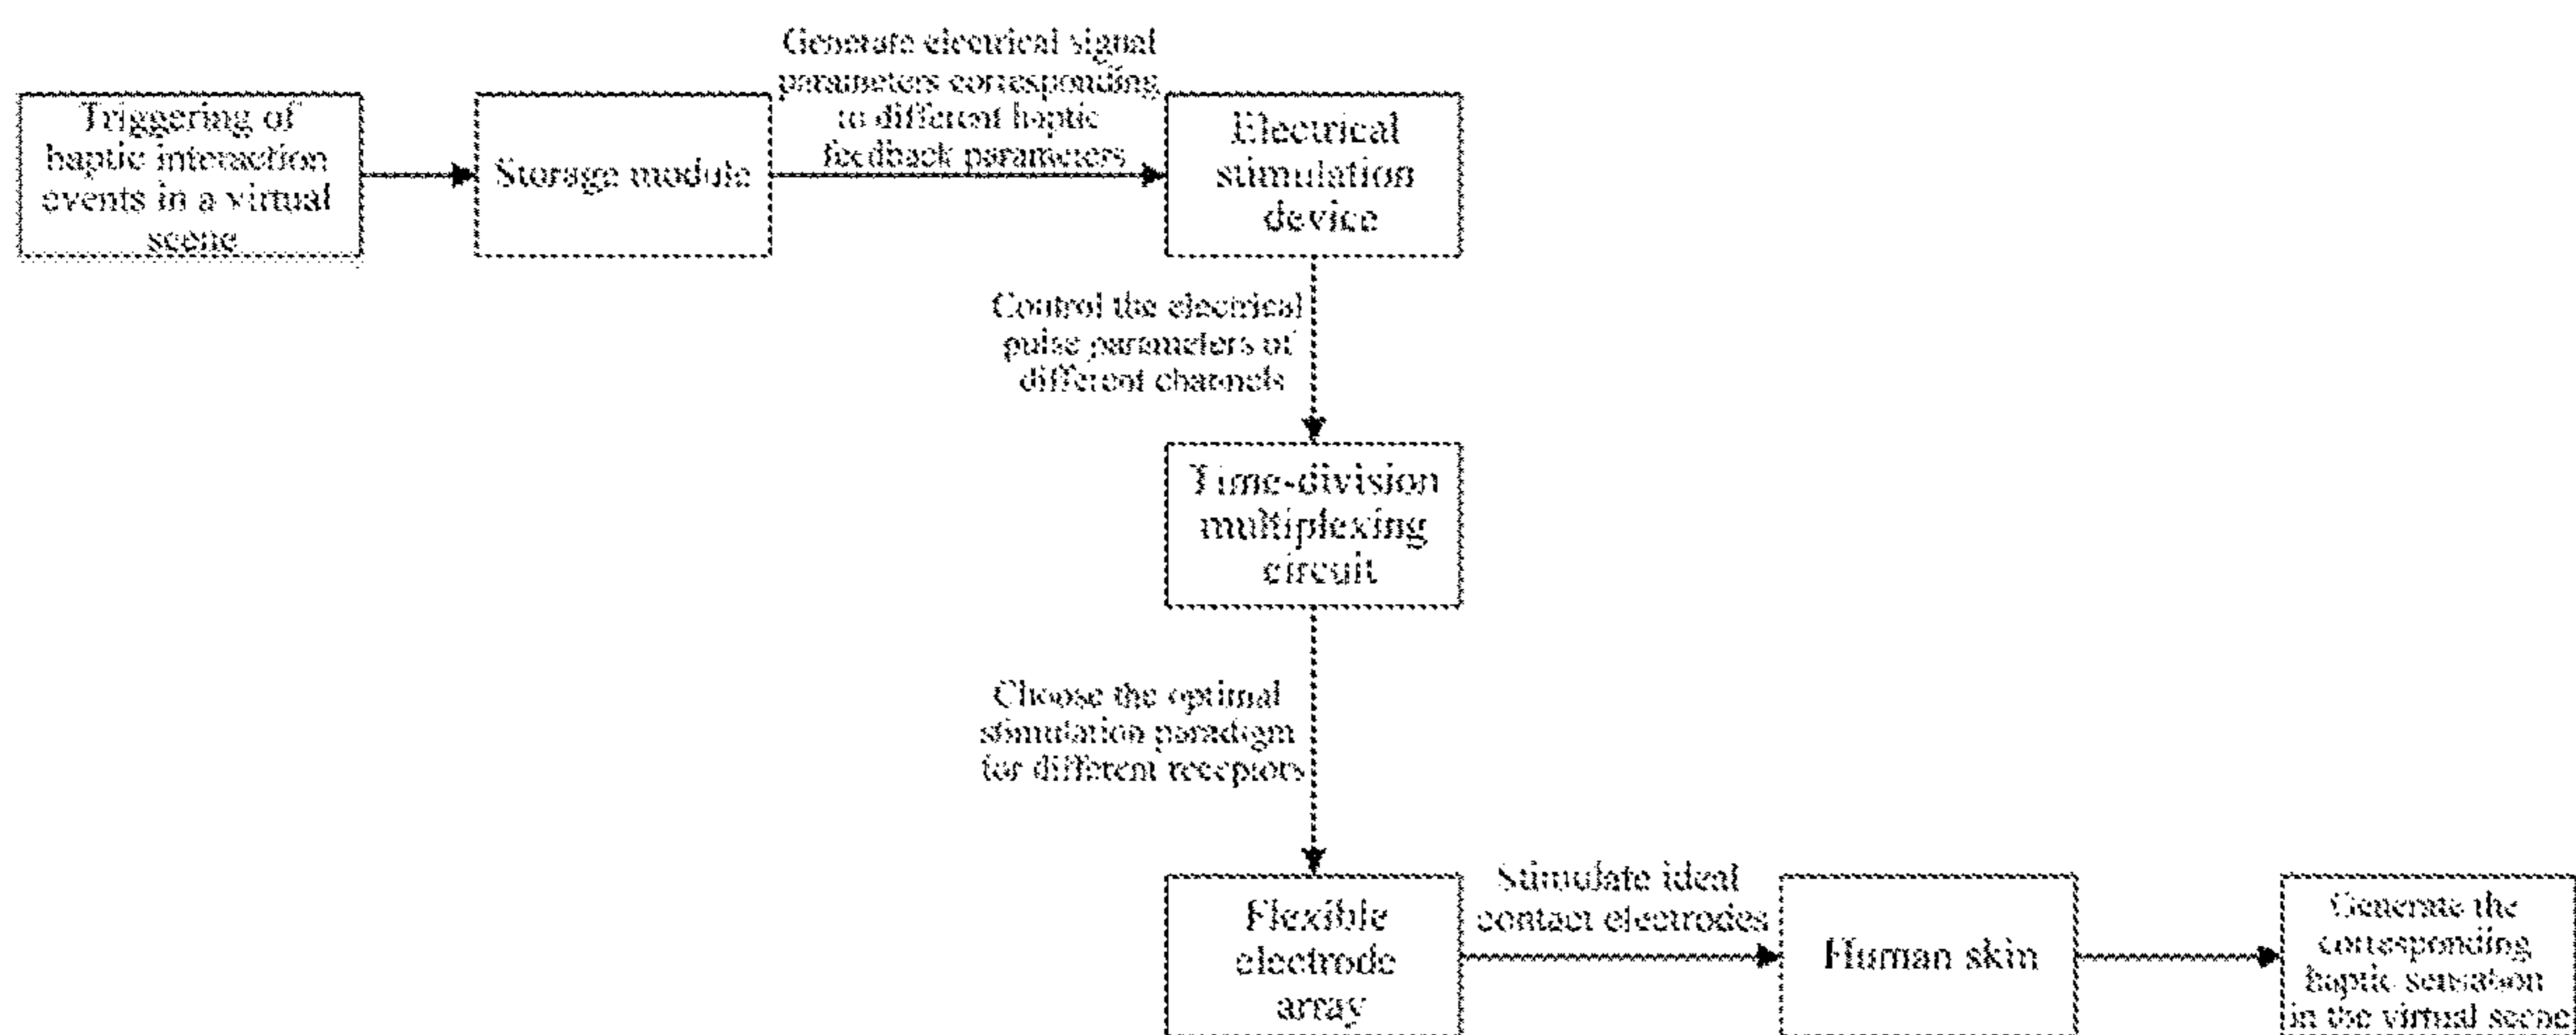 Triggering of
haptic interaction
events in a virtual
scene
Storage module
Generate electrical signal
parameters corresponding
to different haptic
feedback parameters
Electrical
stimulation
device
Control the electrical
pulse parameters of
different channels
Time-division
multiplexing
circuit
Choose the optimal
stimulation paradigm
for different receptors
Flexible
electrode
array
Stimulate ideal
contact electrodes
Human skin
Generate the
corresponding
haptic sensation
in the virtual scene